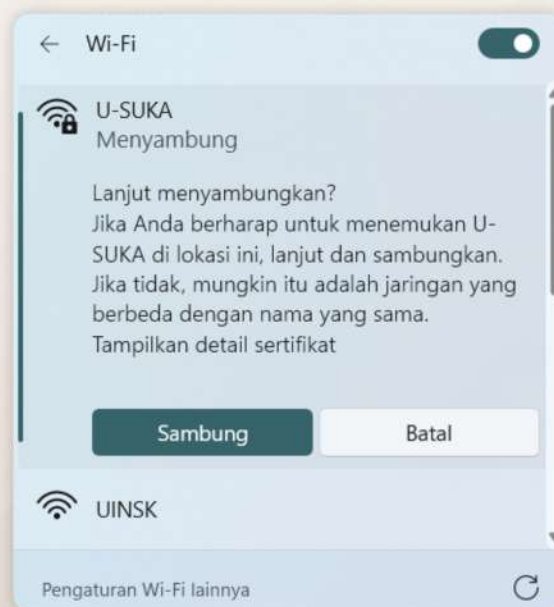 Wi-Fi
U-SUKA
Menyambung
Lanjut menyambungkan?
Jika Anda berharap untuk menemukan U-
SUKA di lokasi ini, lanjut dan sambungkan.
Jika tidak, mungkin itu adalah jaringan yang
berbeda dengan nama yang sama.
Tampilkan detail sertifikat
Sambung
Batal
UINSK
Pengaturan Wi-Fi lainnya